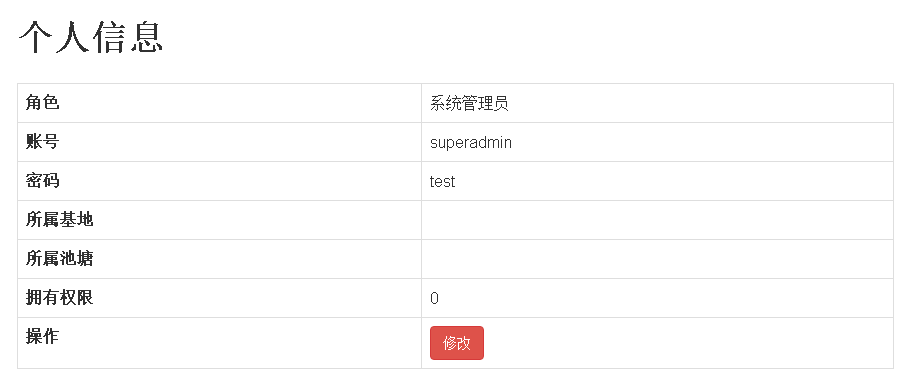 个人信息
角色 系统管理员
账号 superadmin
密码 test
所属基地
所属池塘
拥有权限 0
操作 修改